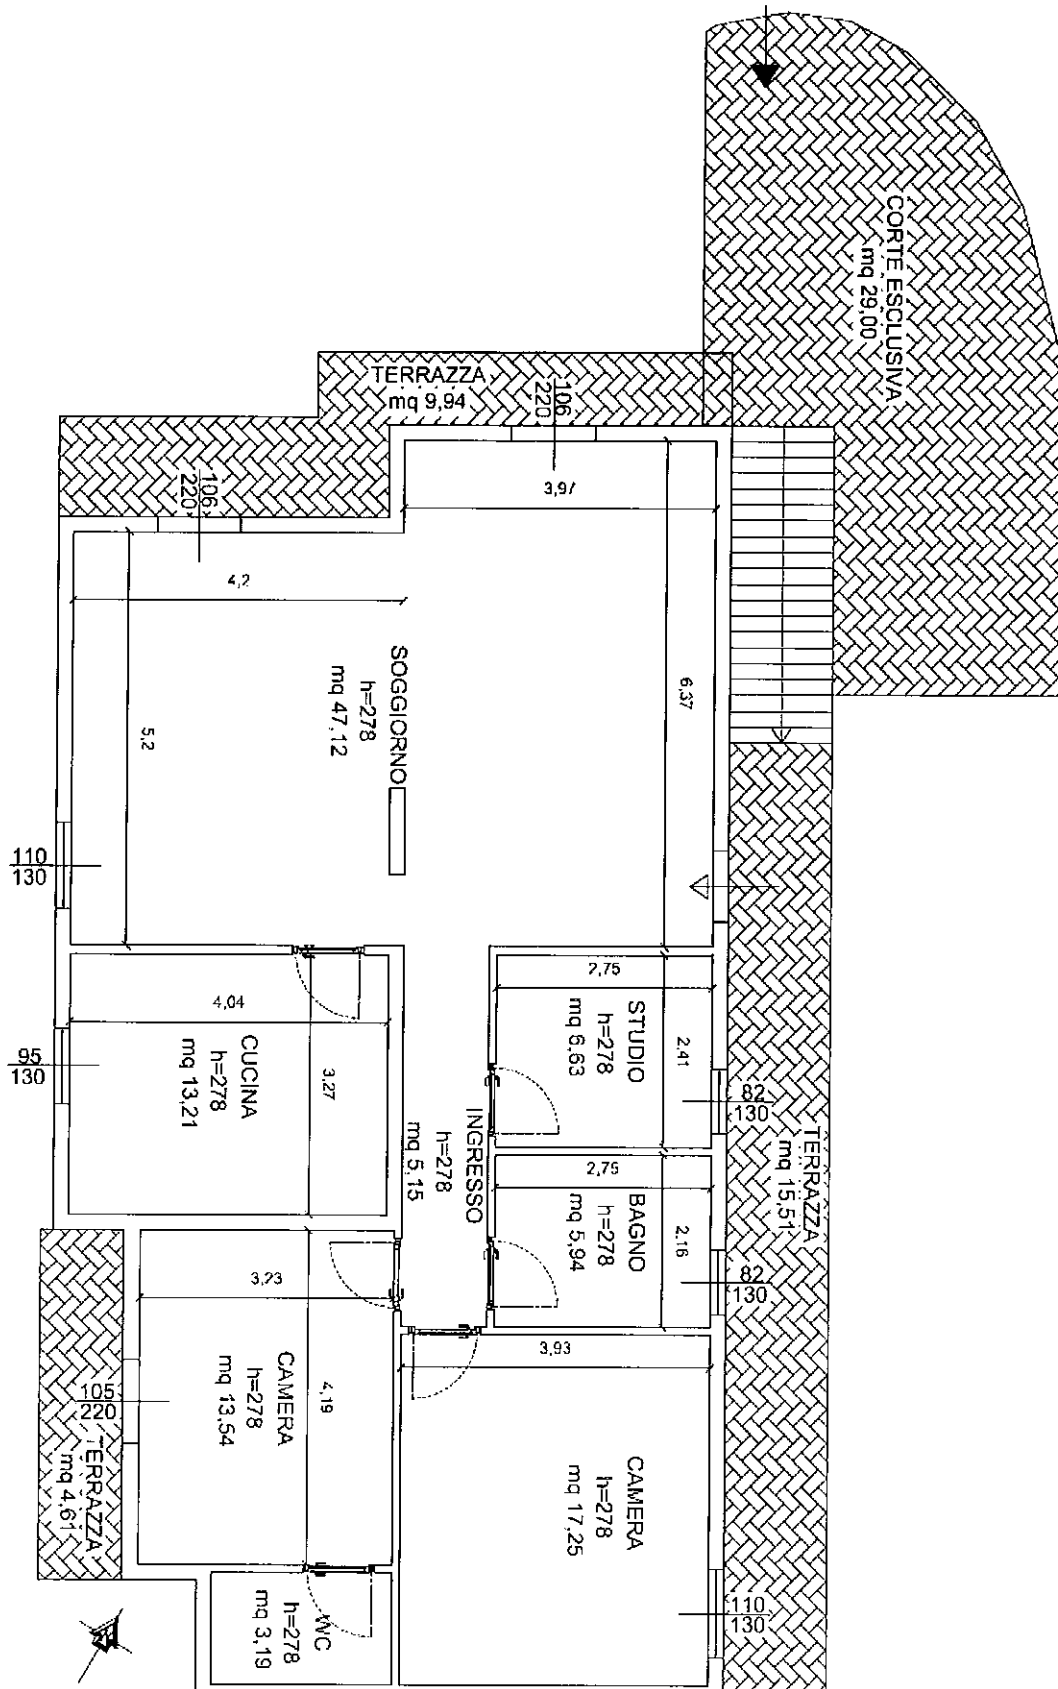 CORTE ESCLUSIVA
mq 29,00
TERRAZZA
mq 9,94
106
220
106
220
3,97
4,2
6,37
5,2
SOGGIORNO
h=278
mq 47,12
110
130
2,75
STUDIO
h=278
mq 6,63
2,41
82
130
4,04
CUCINA
h=278
mq 13,21
3,27
95
130
INGRESSO
h=278
mq 5,15
TERRAZZA
mq 15,51
BAGNO
h=278
mq 5,94
2,16
82
130
3,23
CAMERA
h=278
mq 13,54
4,19
105
220
TERRAZZA
mq 4,61
3,93
CAMERA
h=278
mq 17,25
110
130
WC
h=278
mq 3,19